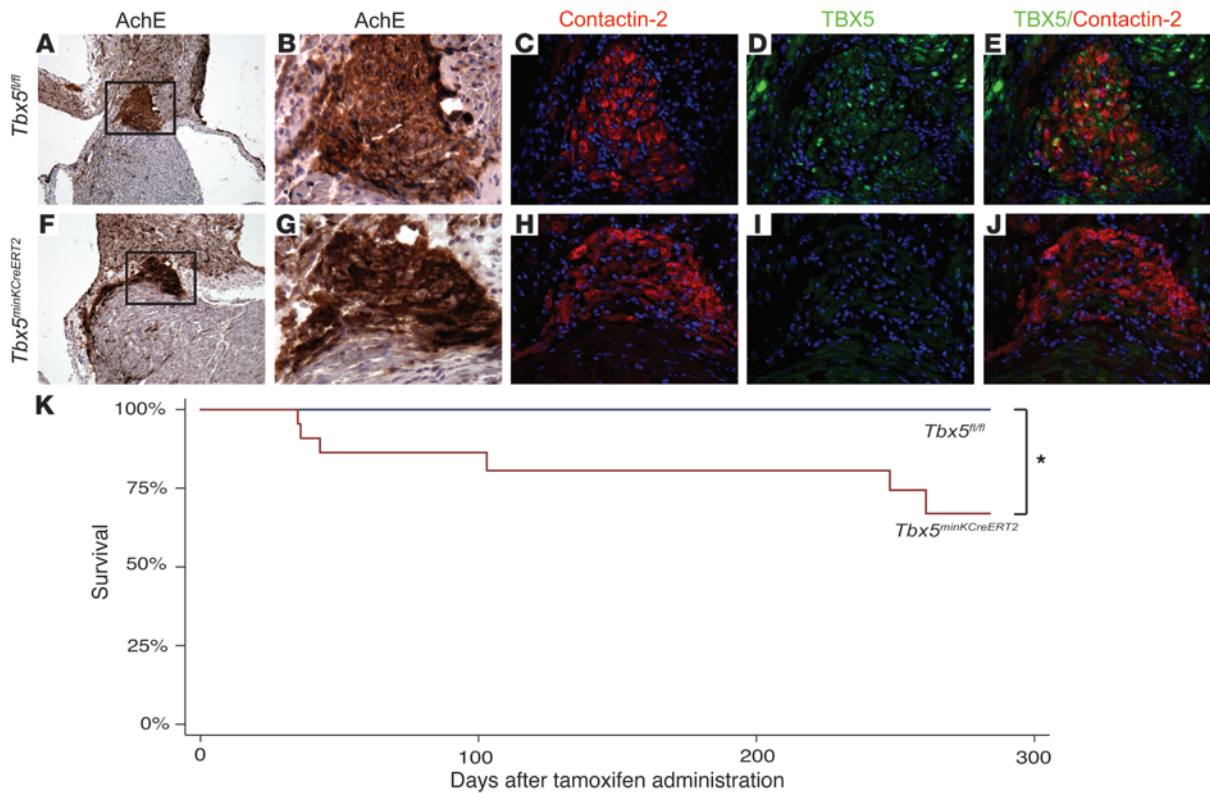 AchE AchE Contactin-2 TBX5 TBX5/Contactin-2
A B C D E
Tbx5fl/fl
F G H I J
Tbx5minKCreERT2
K
100%
75%
50%
25%
0%
Survival
Tbx5fl/fl
*
Tbx5minKCreERT2
0 100 200 300
Days after tamoxifen administration